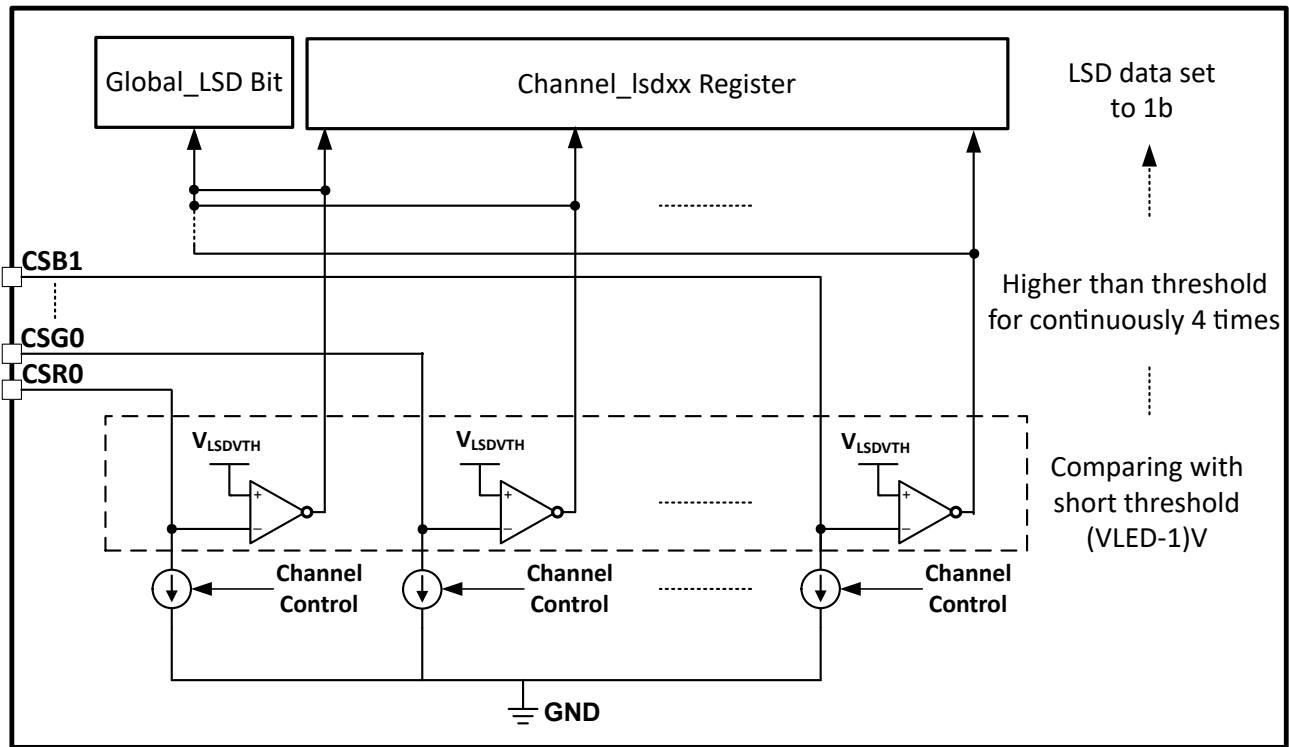 Global_LSD Bit
Channel_lsdxx Register
LSD data set
to 1b
CSB1
Higher than threshold
for continuously 4 times
CSG0
CSR0
VLSDVTH
VLSDVTH
VLSDVTH
+
+
+
−
−
−
Comparing with
short threshold
(VLED-1)V
Channel
Control
Channel
Control
Channel
Control
GND